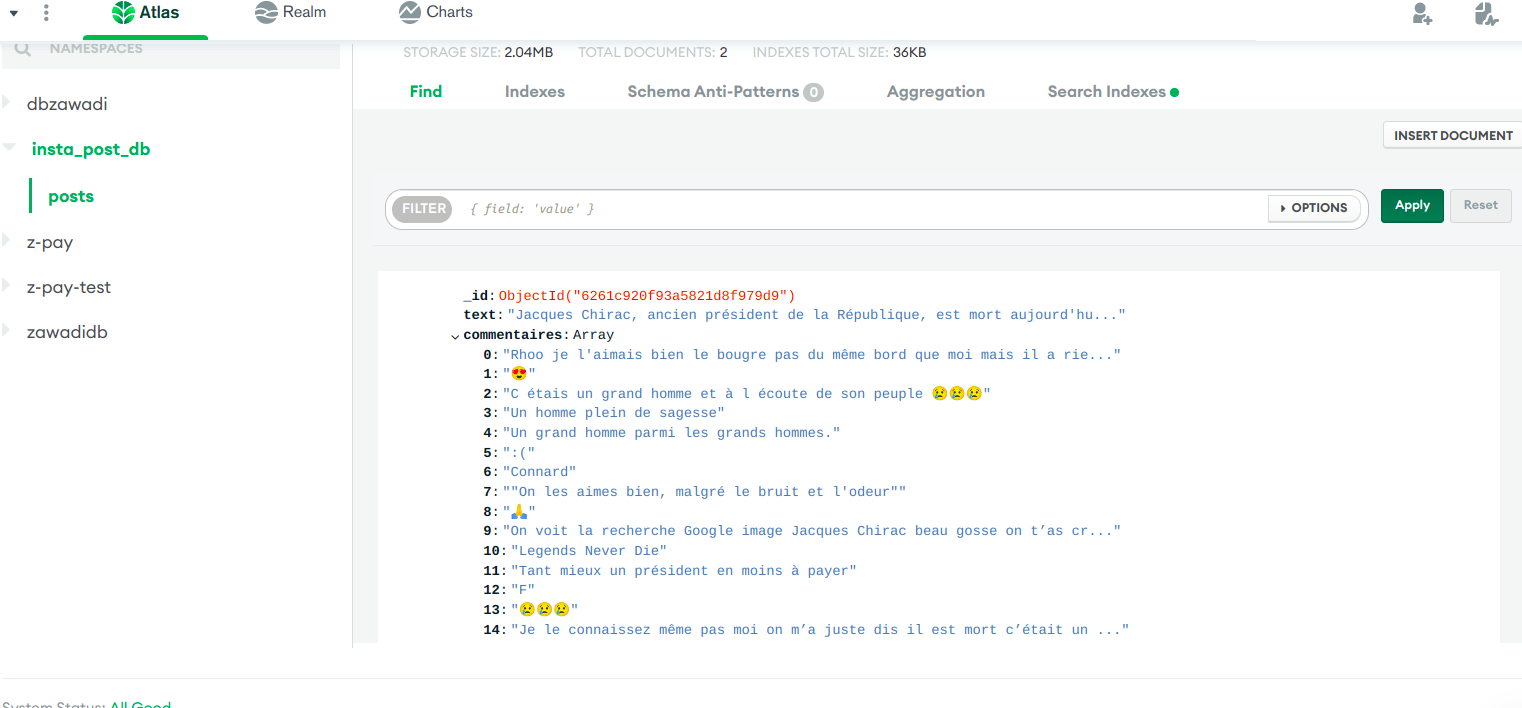 Atlas
Realm
Charts
NAMESPACES
STORAGE SIZE: 2.04MB TOTAL DOCUMENTS: 2 INDEXES TOTAL SIZE: 36KB
Find Indexes Schema Anti-Patterns 0 Aggregation Search Indexes
dbzawadi
insta_post_db
posts
z-pay
z-pay-test
zawadidb
INSERT DOCUMENT
FILTER { field: 'value' } OPTIONS Apply Reset
_id: ObjectId("6261c920f93a5821d8f979d9")
text: "Jacques Chirac, ancien président de la République, est mort aujourd'hu..."
commentaires: Array
0: "Rhoo je l'aimais bien le bougre pas du même bord que moi mais il a rie..."
1: "😍"
2: "C étais un grand homme et à l écoute de son peuple 😢😢😢"
3: "Un homme plein de sagesse"
4: "Un grand homme parmi les grands hommes."
5: ":("
6: "Connard"
7: ""On les aimes bien, malgré le bruit et l'odeur""
8: "🙏"
9: "On voit la recherche Google image Jacques Chirac beau gosse on t’as cr..."
10: "Legends Never Die"
11: "Tant mieux un président en moins à payer"
12: "F"
13: "😢😢😢"
14: "Je le connaissez même pas moi on m’a juste dis il est mort c’était un ..."
System Status: All Good